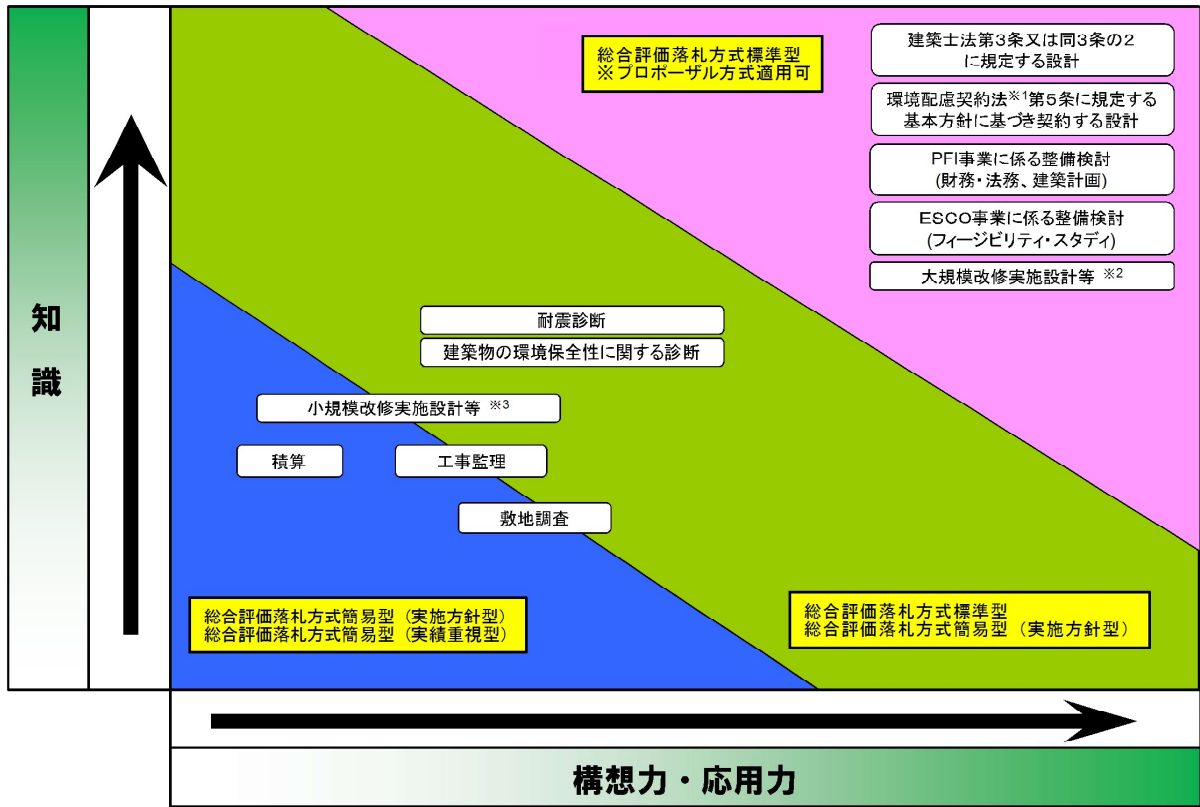 総合評価落札方式標準型
※プロポーザル方式適用可
建築士法第3条又は同3条の2
に規定する設計
環境配慮契約法※1第5条に規定する
基本方針に基づき契約する設計
PFI事業に係る整備検討
(財務・法務、建築計画)
ESCO事業に係る整備検討
(フィージビリティ・スタディ)
大規模改修実施設計等 ※2
知識
耐震診断
建築物の環境保全性に関する診断
小規模改修実施設計等 ※3
積算
工事監理
敷地調査
総合評価落札方式簡易型（実施方針型）
総合評価落札方式簡易型（実績重視型）
総合評価落札方式標準型
総合評価落札方式簡易型（実施方針型）
構想力・応用力